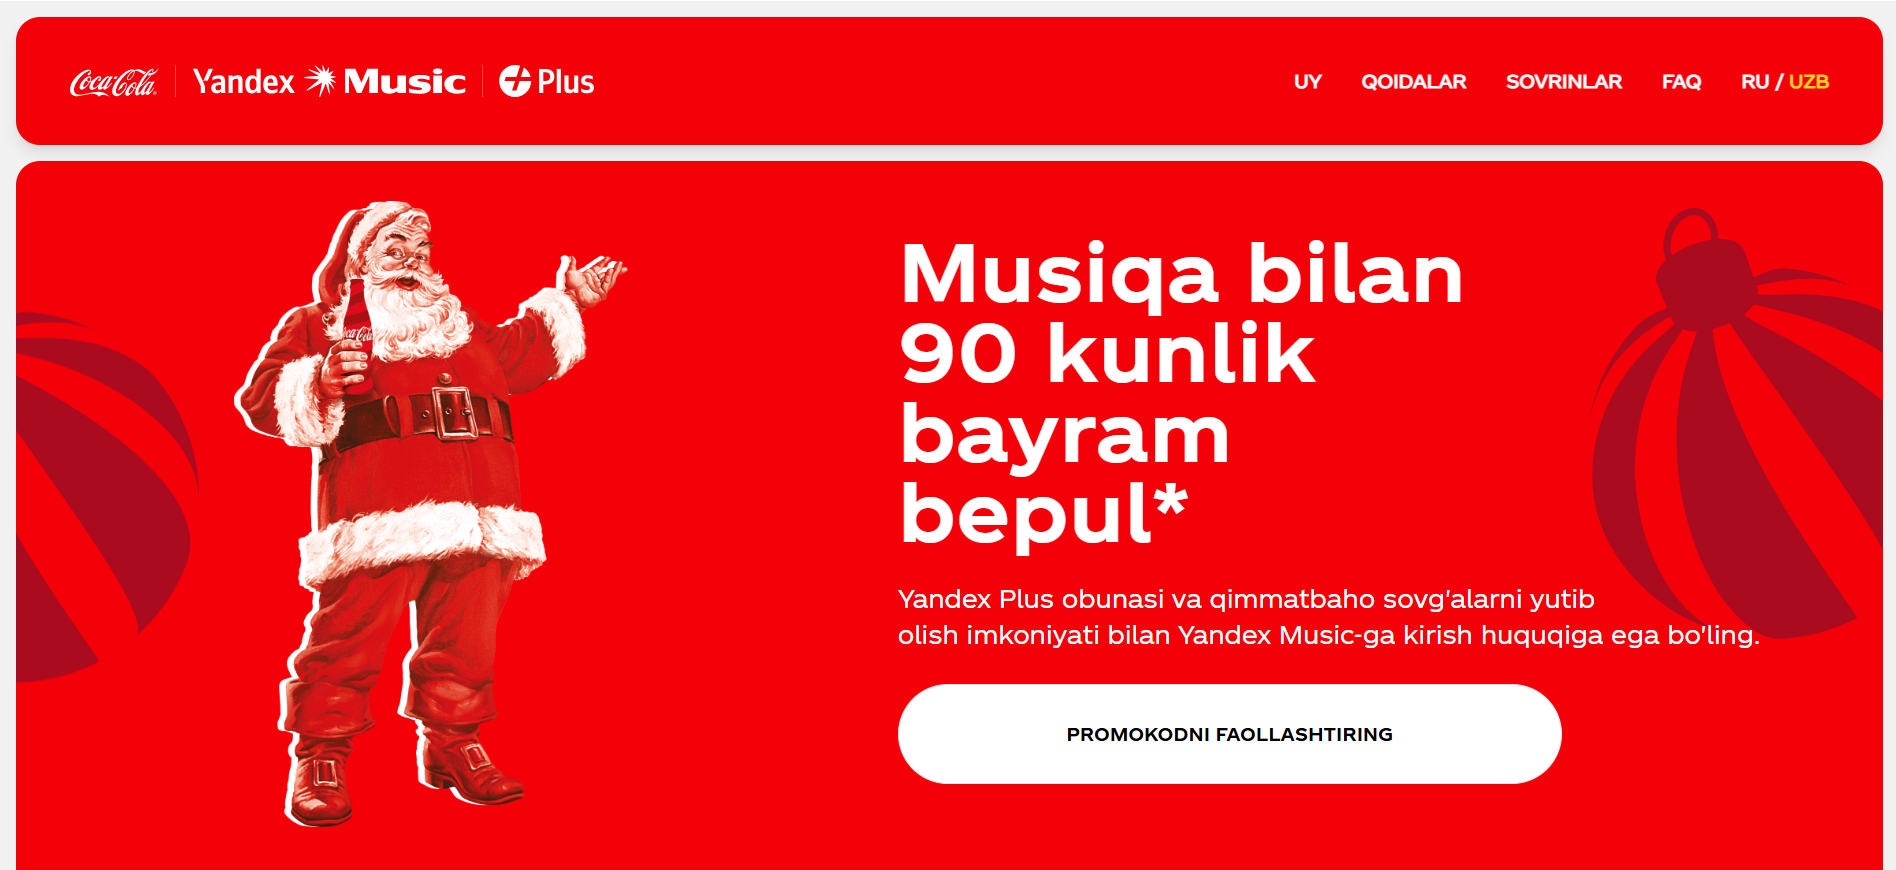 Coca-Cola Yandex Music Plus UY QOIDALAR SOVRINLAR FAQ RU / UZB
Musiqa bilan
90 kunlik
bayram
bepul*
Coca-Cola
Yandex Plus obunasi va qimmatbaho sovg'alarni yutib
olish imkoniyati bilan Yandex Music-ga kirish huquqiga ega bo'ling.
PROMOKODNI FAOLLASHTIRING